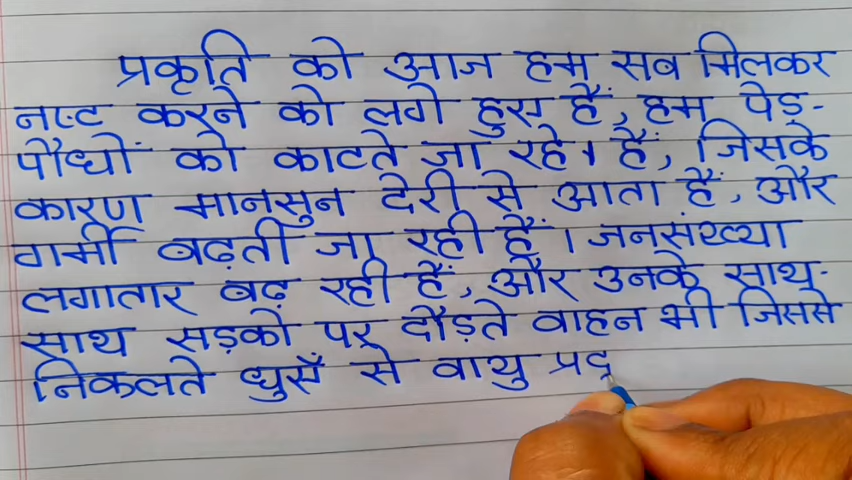 प्रकृति को आज हम सब मिलकर
नष्ट करने को लगे हुए हैं, हम पेड़-
पौधों को काटते जा रहे। हैं, जिसके
कारण मानसुन देरी से आता हैं, और
गर्मी बढ़ती जा रही हैं। जनसंख्या
लगातार बढ़ रही हैं, और उनके साथ-
साथ सड़कों पर दौड़ते वाहन भी जिससे
निकलते धुएँ से वायु प्रदु